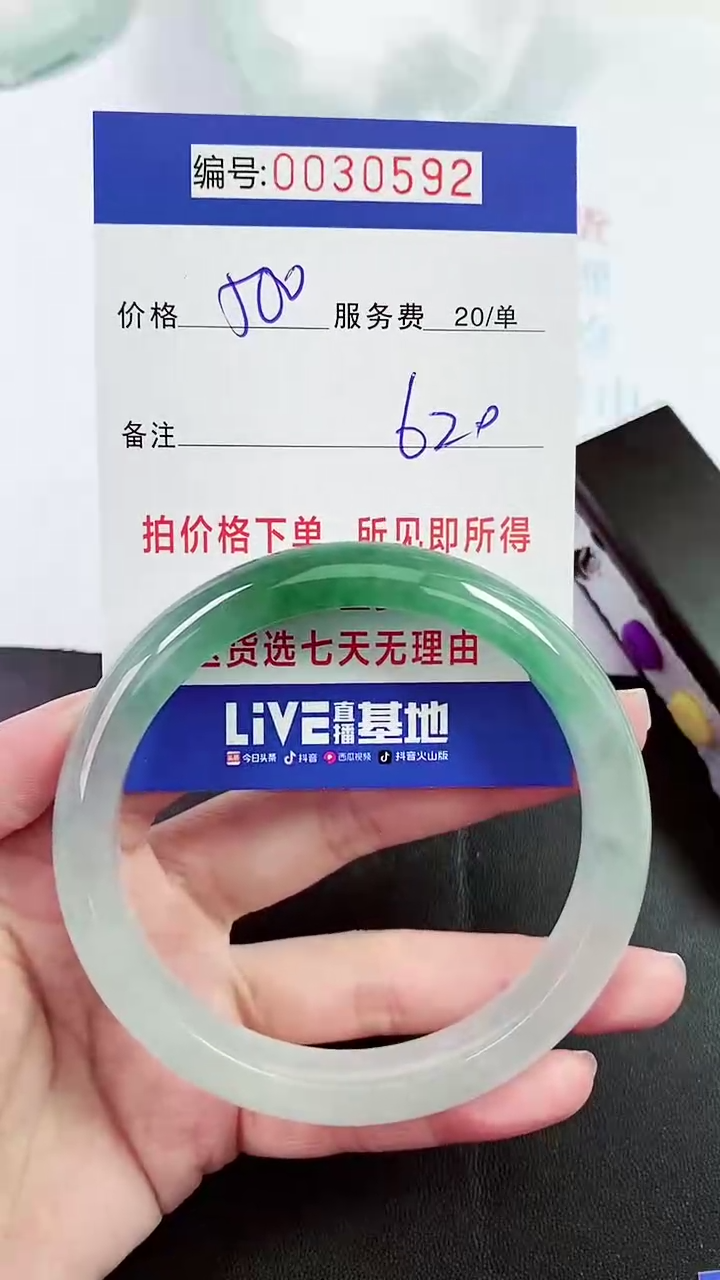 编号:0030592
价格 500 服务费 20/单
备注 620
拍价格下单 所见即所得
货选七天无理由
LiVE直播基地
今日头条 抖音 西瓜视频 抖音火山版